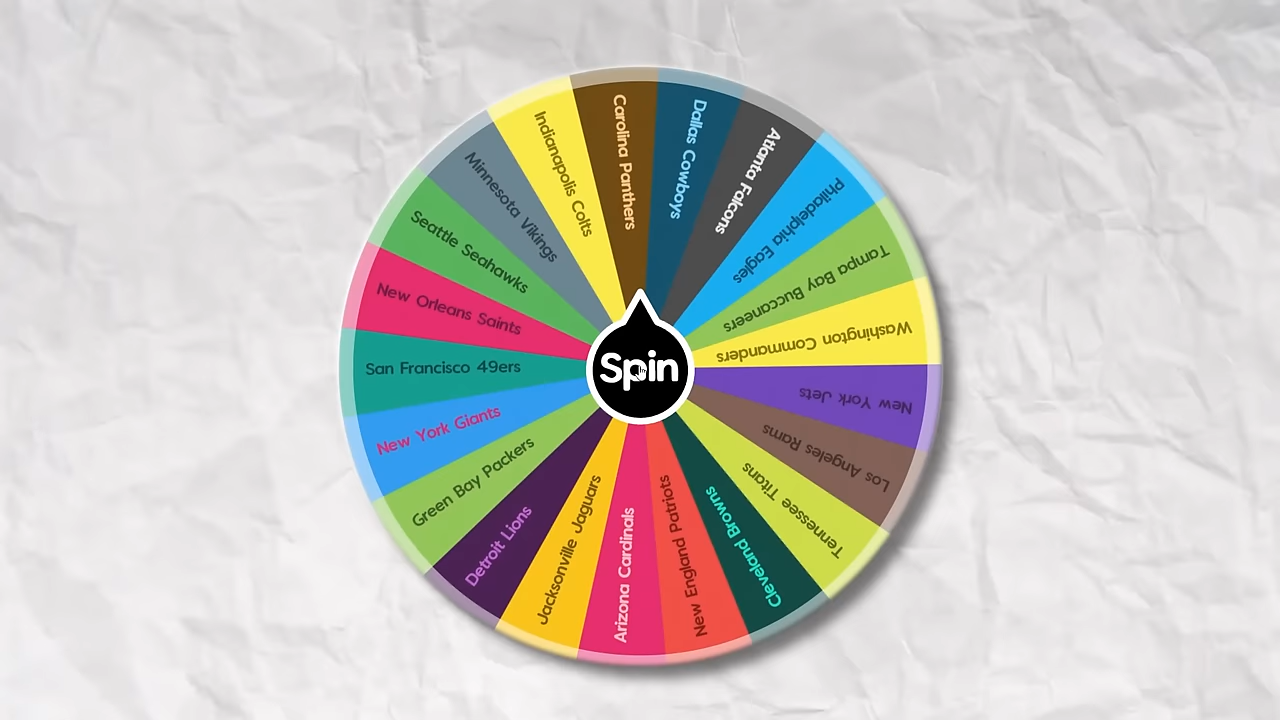 Carolina Panthers
Dallas Cowboys
Atlanta Falcons
Philadelphia Eagles
Tampa Bay Buccaneers
Washington Commanders
New York Jets
Los Angeles Rams
Tennessee Titans
Cleveland Browns
New England Patriots
Arizona Cardinals
Jacksonville Jaguars
Detroit Lions
Green Bay Packers
New York Giants
San Francisco 49ers
New Orleans Saints
Seattle Seahawks
Minnesota Vikings
Indianapolis Colts
Spin